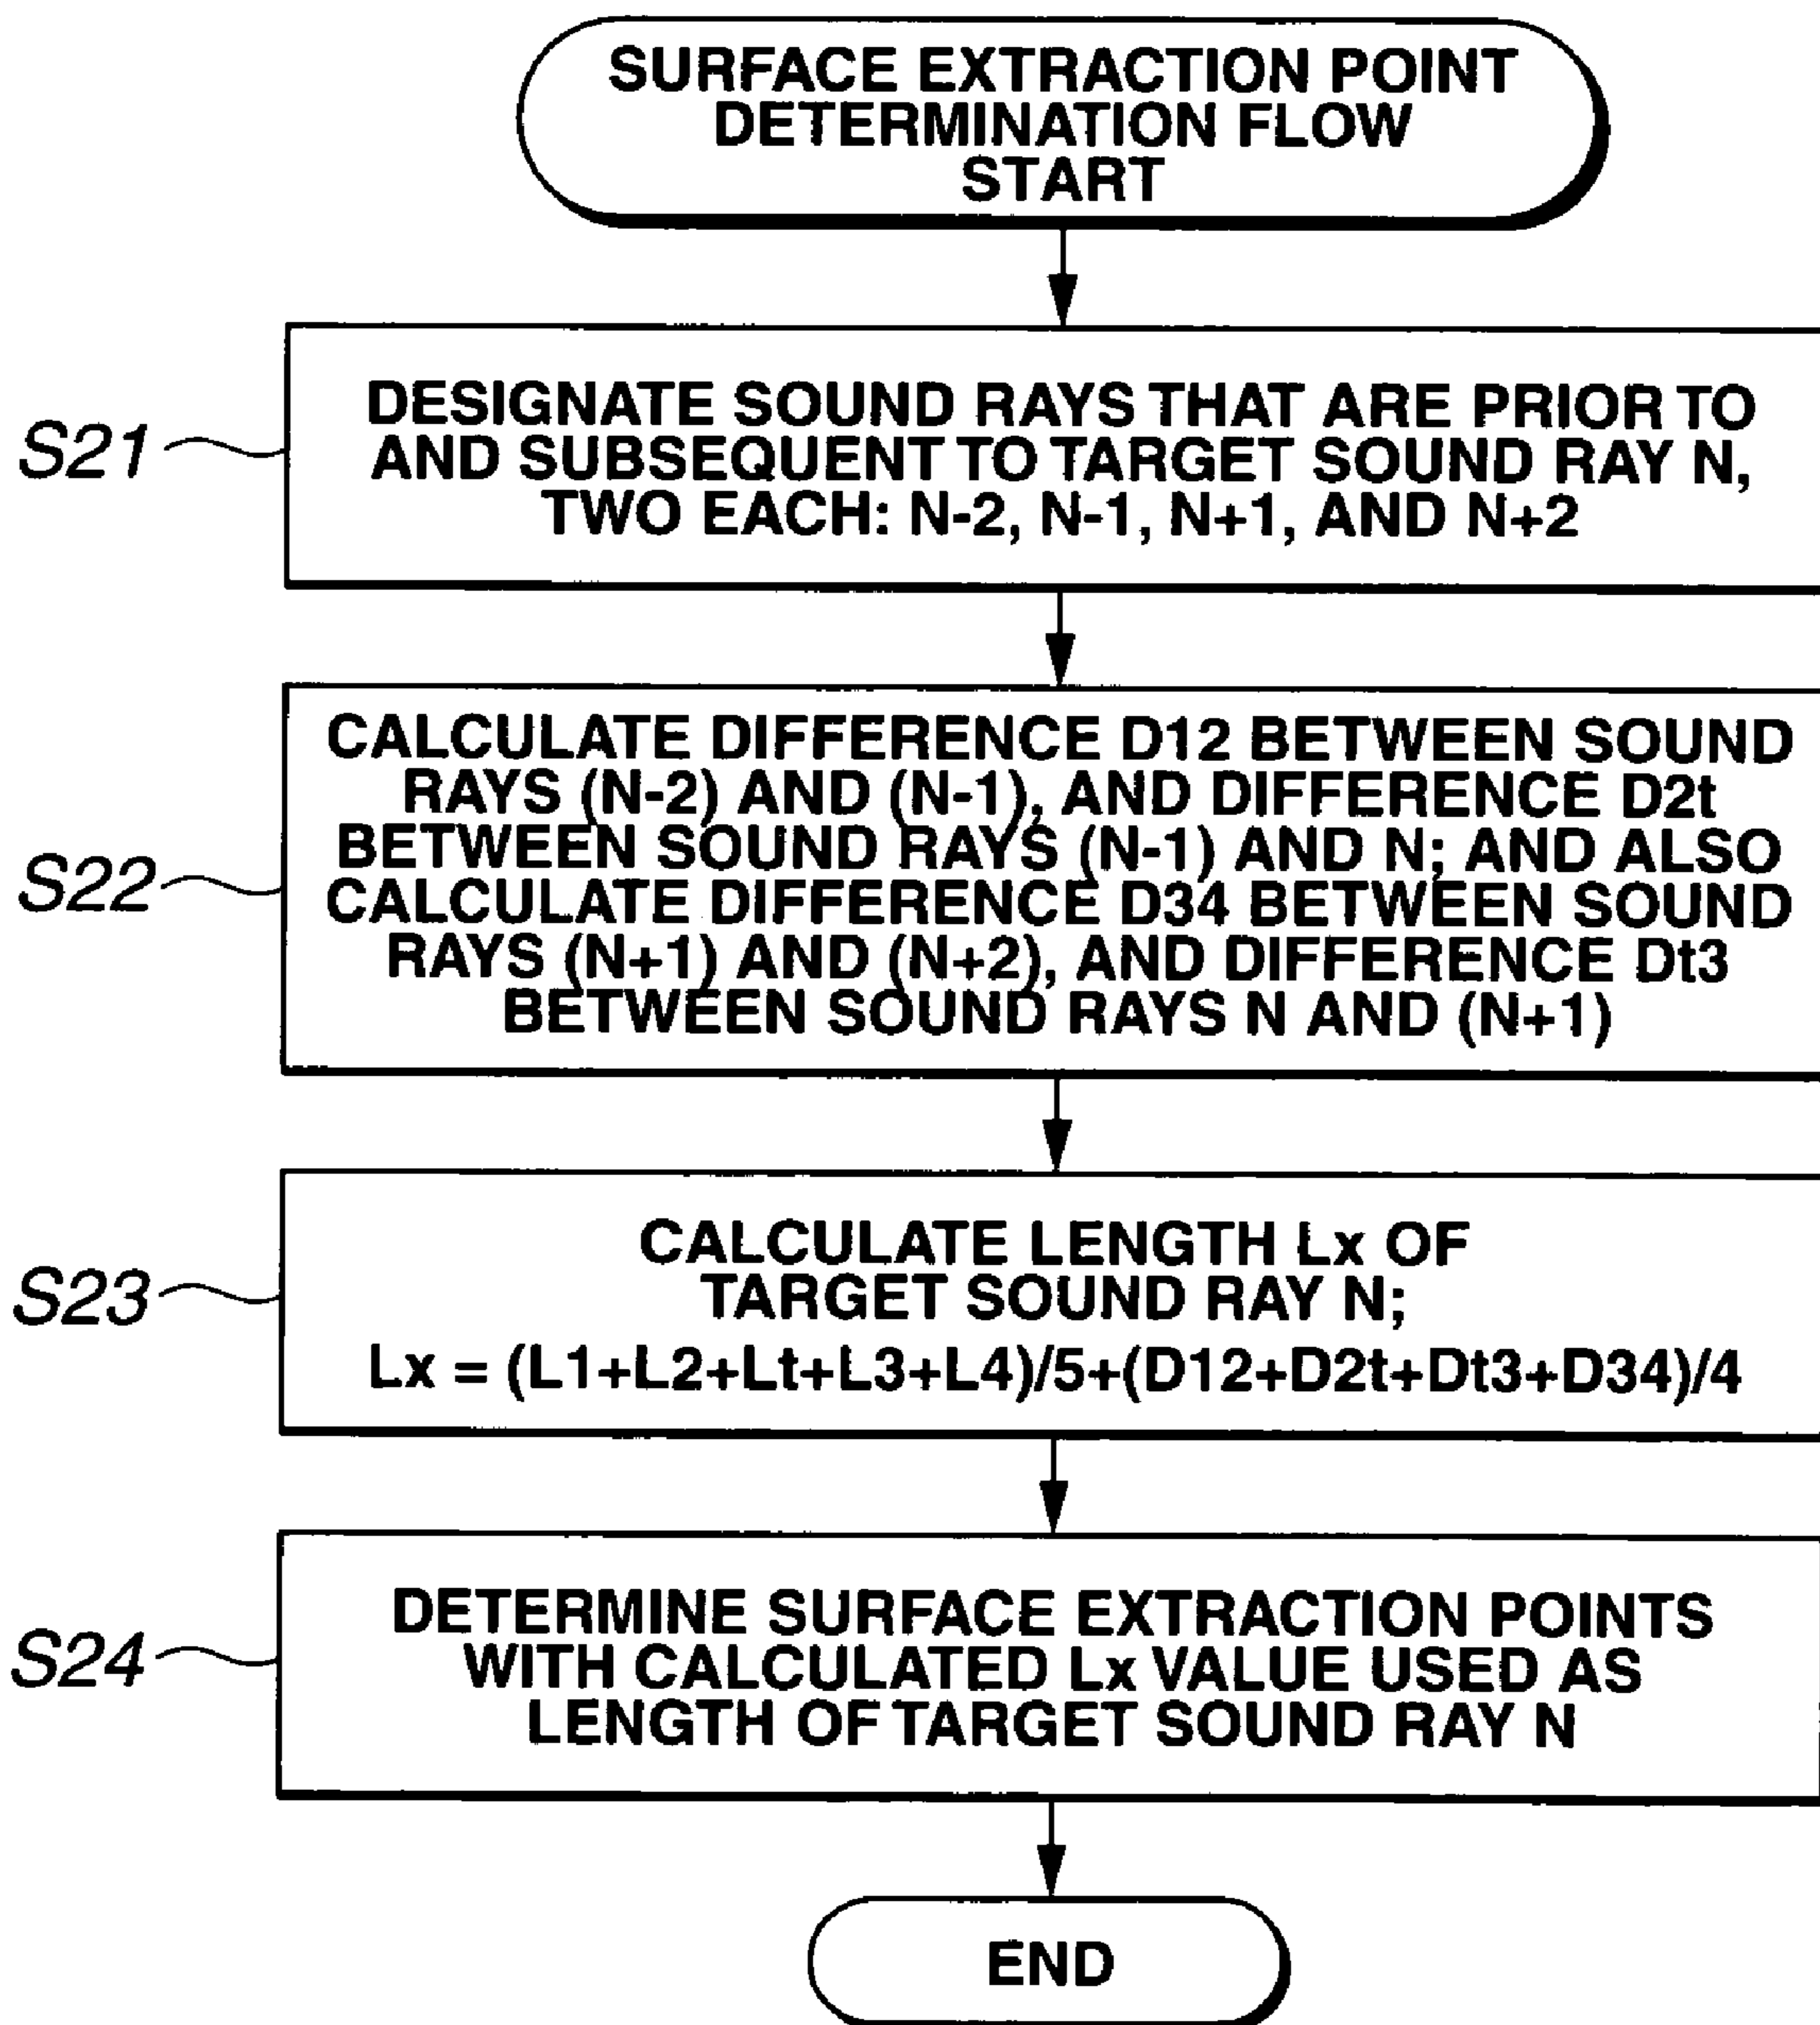 SURFACE EXTRACTION POINT
DETERMINATION FLOW
START
S21
DESIGNATE SOUND RAYS THAT ARE PRIOR TO
AND SUBSEQUENT TO TARGET SOUND RAY N,
TWO EACH: N-2, N-1, N+1, AND N+2
S22
CALCULATE DIFFERENCE D12 BETWEEN SOUND
RAYS (N-2) AND (N-1), AND DIFFERENCE D2t
BETWEEN SOUND RAYS (N-1) AND N; AND ALSO
CALCULATE DIFFERENCE D34 BETWEEN SOUND
RAYS (N+1) AND (N+2), AND DIFFERENCE Dt3
BETWEEN SOUND RAYS N AND (N+1)
S23
CALCULATE LENGTH Lx OF
TARGET SOUND RAY N;
Lx = (L1+L2+Lt+L3+L4)/5+(D12+D2t+Dt3+D34)/4
S24
DETERMINE SURFACE EXTRACTION POINTS
WITH CALCULATED Lx VALUE USED AS
LENGTH OF TARGET SOUND RAY N
END